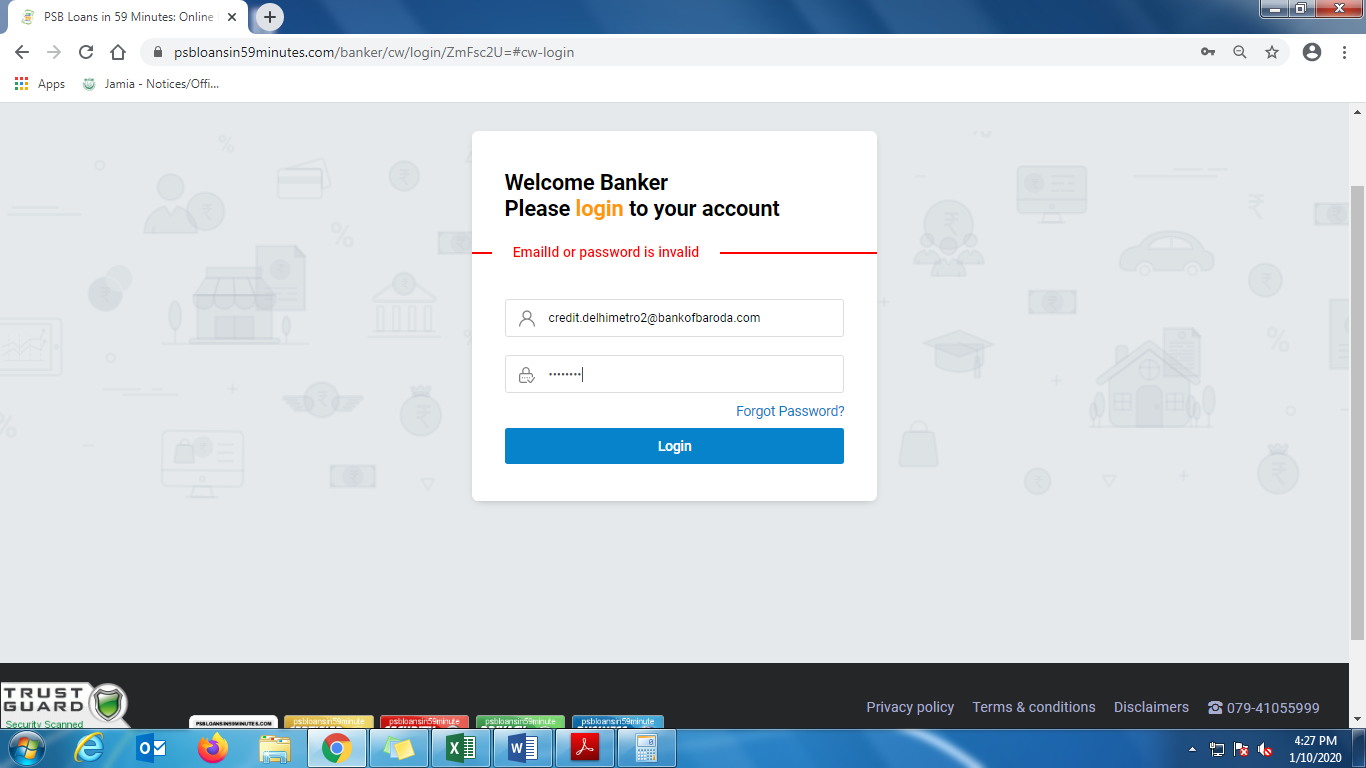 PSB Loans in 59 Minutes: Online
psbloansin59minutes.com/banker/cw/login/ZmFsc2U=#cw-login
Apps
Jamia - Notices/Offi...
Welcome Banker
Please login to your account
EmailId or password is invalid
credit.delhimetro2@bankofbaroda.com
••••••••
Forgot Password?
Login
TRUST
GUARD
Security Scanned
PSBLOANSIN59MINUTES.COM
psbloansin59minute
psbloansin59minute
psbloansin59minute
psbloansin59minute
Privacy policy
Terms & conditions
Disclaimers
079-41055999
4:27 PM
1/10/2020